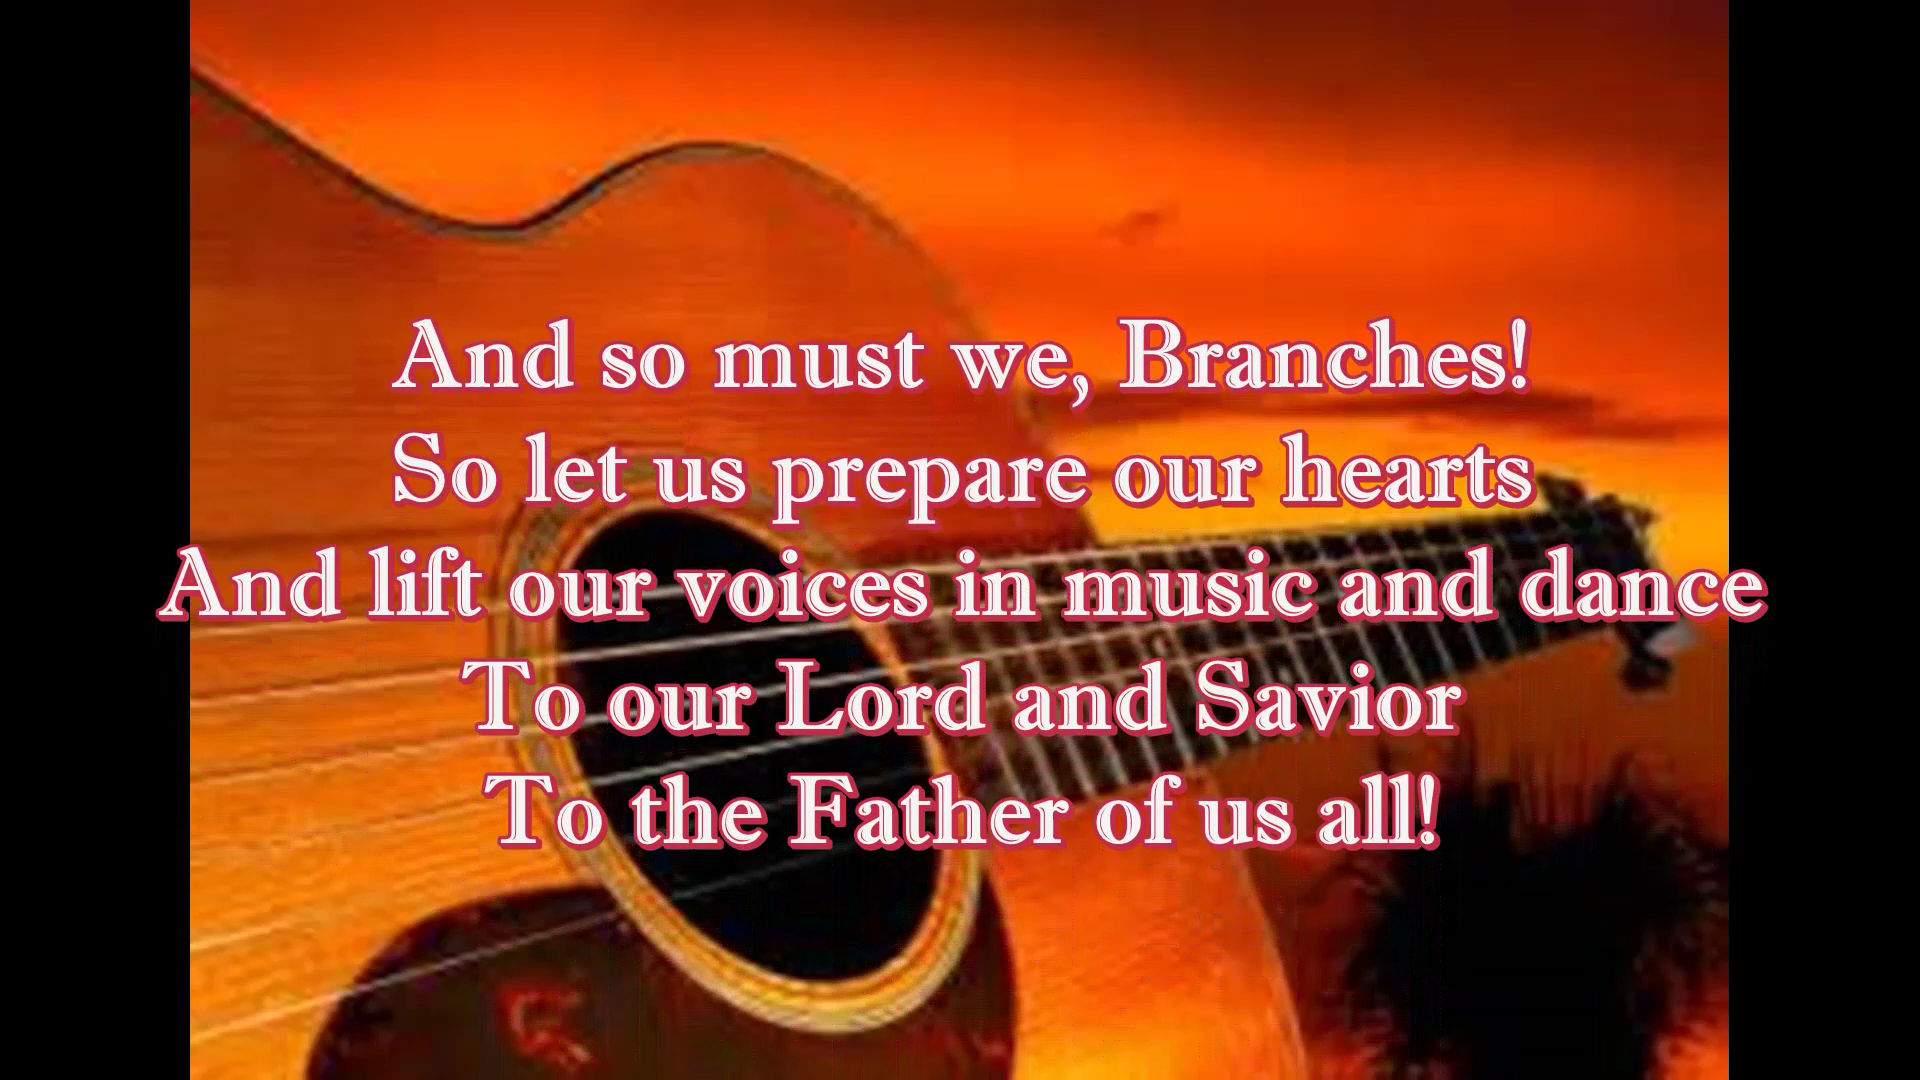 And so must we, Branches!
So let us prepare our hearts
And lift our voices in music and dance
To our Lord and Savior
To the Father of us all!